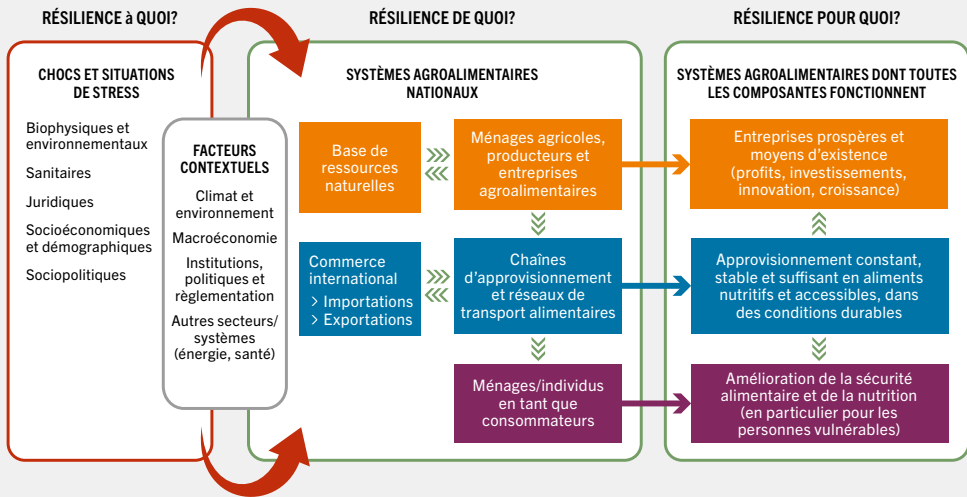 RÉSILIENCE à QUOI?
CHOCS ET SITUATIONS
DE STRESS
Biophysiques et
environnementaux
Sanitaires
Juridiques
Socioéconomiques
et démographiques
Sociopolitiques
FACTEURS
CONTEXTUELS
Climat et
environnement
Macroéconomie
Institutions,
politiques et
règlementation
Autres secteurs/
systèmes
(énergie, santé)
RÉSILIENCE DE QUOI?
SYSTÈMES AGROALIMENTAIRES
NATIONAUX
Base de
ressources
naturelles
Ménages agricoles,
producteurs et
entreprises
agroalimentaires
Commerce
international
> Importations
> Exportations
Chaînes
d'approvisionnement
et réseaux de
transport alimentaires
Ménages/individus
en tant que
consommateurs
RÉSILIENCE POUR QUOI?
SYSTÈMES AGROALIMENTAIRES DONT TOUTES
LES COMPOSANTES FONCTIONNENT
Entreprises prospères et
moyens d'existence
(profits, investissements,
innovation, croissance)
Approvisionnement constant,
stable et suffisant en aliments
nutritifs et accessibles, dans
des conditions durables
Amélioration de la sécurité
alimentaire et de la nutrition
(en particulier pour les
personnes vulnérables)